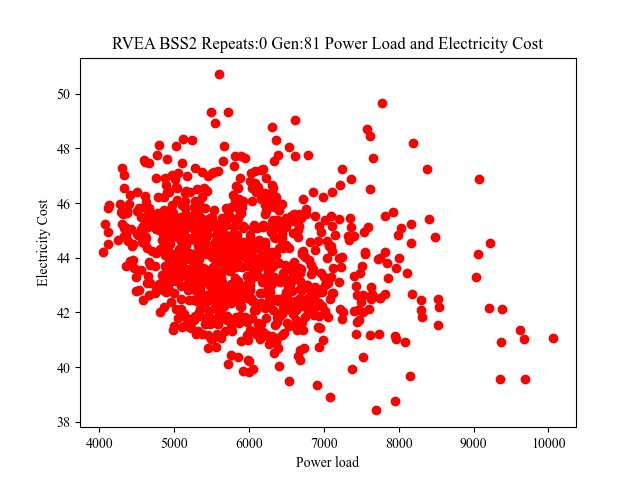 RVEA BSS2 Repeats:0 Gen:81 Power Load and Electricity Cost
Electricity Cost
50
48
46
44
42
40
38
4000 5000 6000 7000 8000 9000 10000
Power load